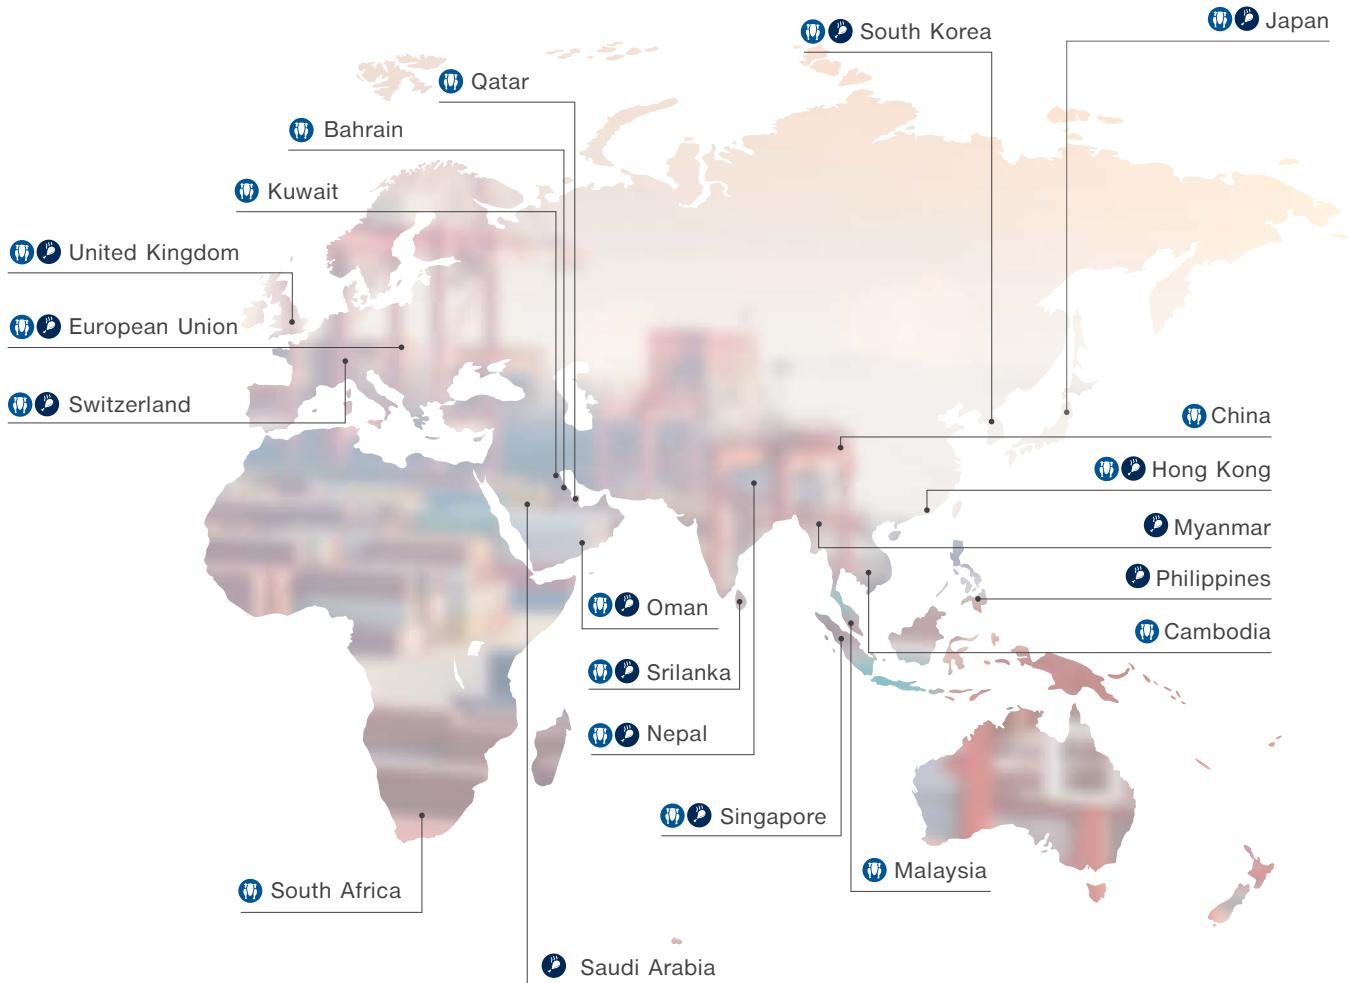 Japan
South Korea
Qatar
Bahrain
Kuwait
United Kingdom
European Union
Switzerland
China
Hong Kong
Myanmar
Philippines
Oman
Cambodia
Srilanka
Nepal
Singapore
Malaysia
South Africa
Saudi Arabia